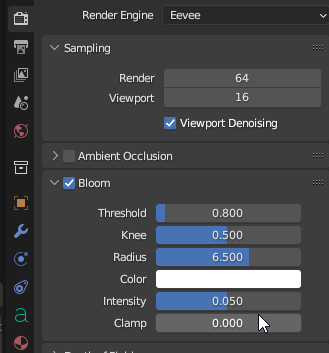 Render Engine Eevee
Sampling
Render 64
Viewport 16
Viewport Denoising
Ambient Occlusion
Bloom
Threshold 0.800
Knee 0.500
Radius 6.500
Color
Intensity 0.050
Clamp 0.000